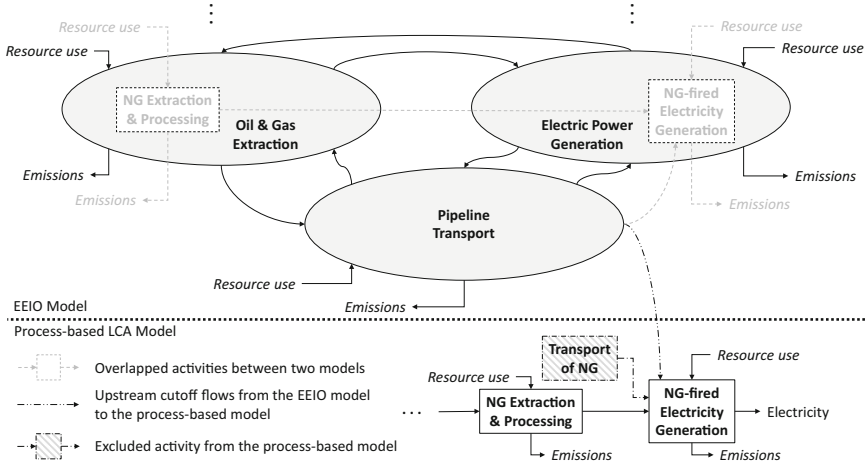 ⋮
⋮
Resource use
Resource use
Resource use
Resource use
NG Extraction
& Processing
Oil & Gas
Extraction
NG-fired
Electricity
Generation
Electric Power
Generation
Emissions
Emissions
Emissions
Emissions
Pipeline
Transport
Resource use
Emissions
EEIO Model
Process-based LCA Model
Overlapped activities between two models
Upstream cutoff flows from the EEIO model
to the process-based model
Excluded activity from the process-based model
Transport
of NG
Resource use
Resource use
...
NG Extraction
& Processing
NG-fired
Electricity
Generation
Electricity
Emissions
Emissions